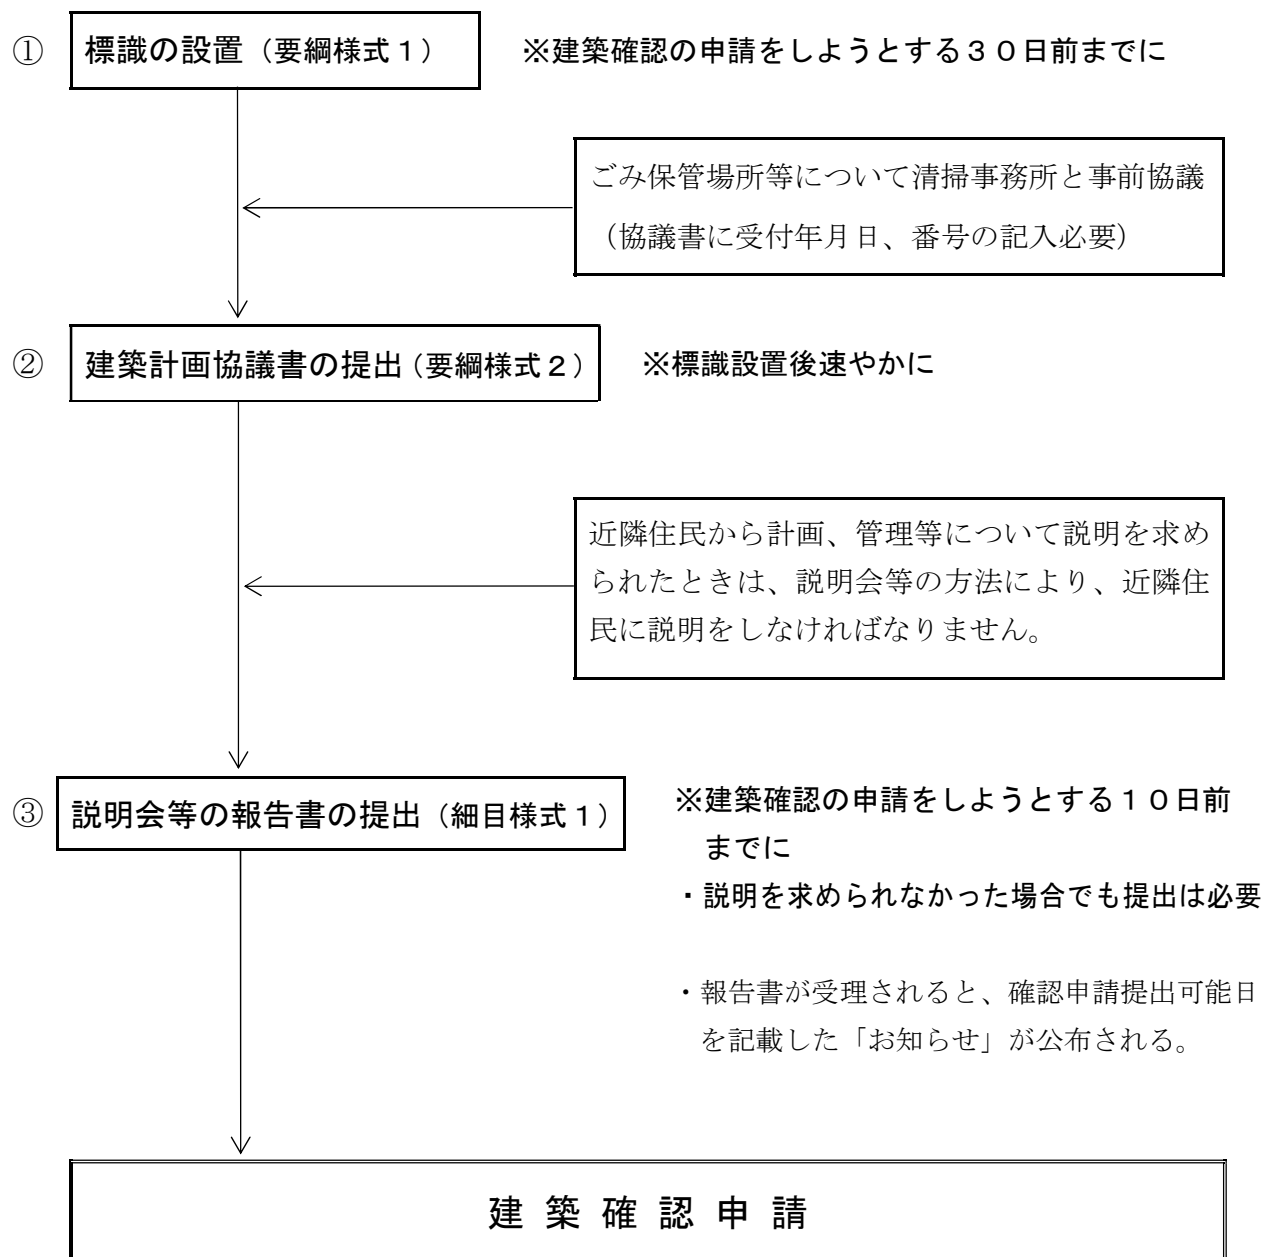 ① 標識の設置（要綱様式１） ※建築確認の申請をしようとする３０日前までに
ごみ保管場所等について清掃事務所と事前協議
（協議書に受付年月日、番号の記入必要）
② 建築計画協議書の提出（要綱様式２） ※標識設置後速やかに
近隣住民から計画、管理等について説明を求め
られたときは、説明会等の方法により、近隣住
民に説明をしなければなりません。
③ 説明会等の報告書の提出（細目様式１）
※建築確認の申請をしようとする１０日前
までに
・説明を求められなかった場合でも提出は必要
・報告書が受理されると、確認申請提出可能日
を記載した「お知らせ」が公布される。
建築確認申請